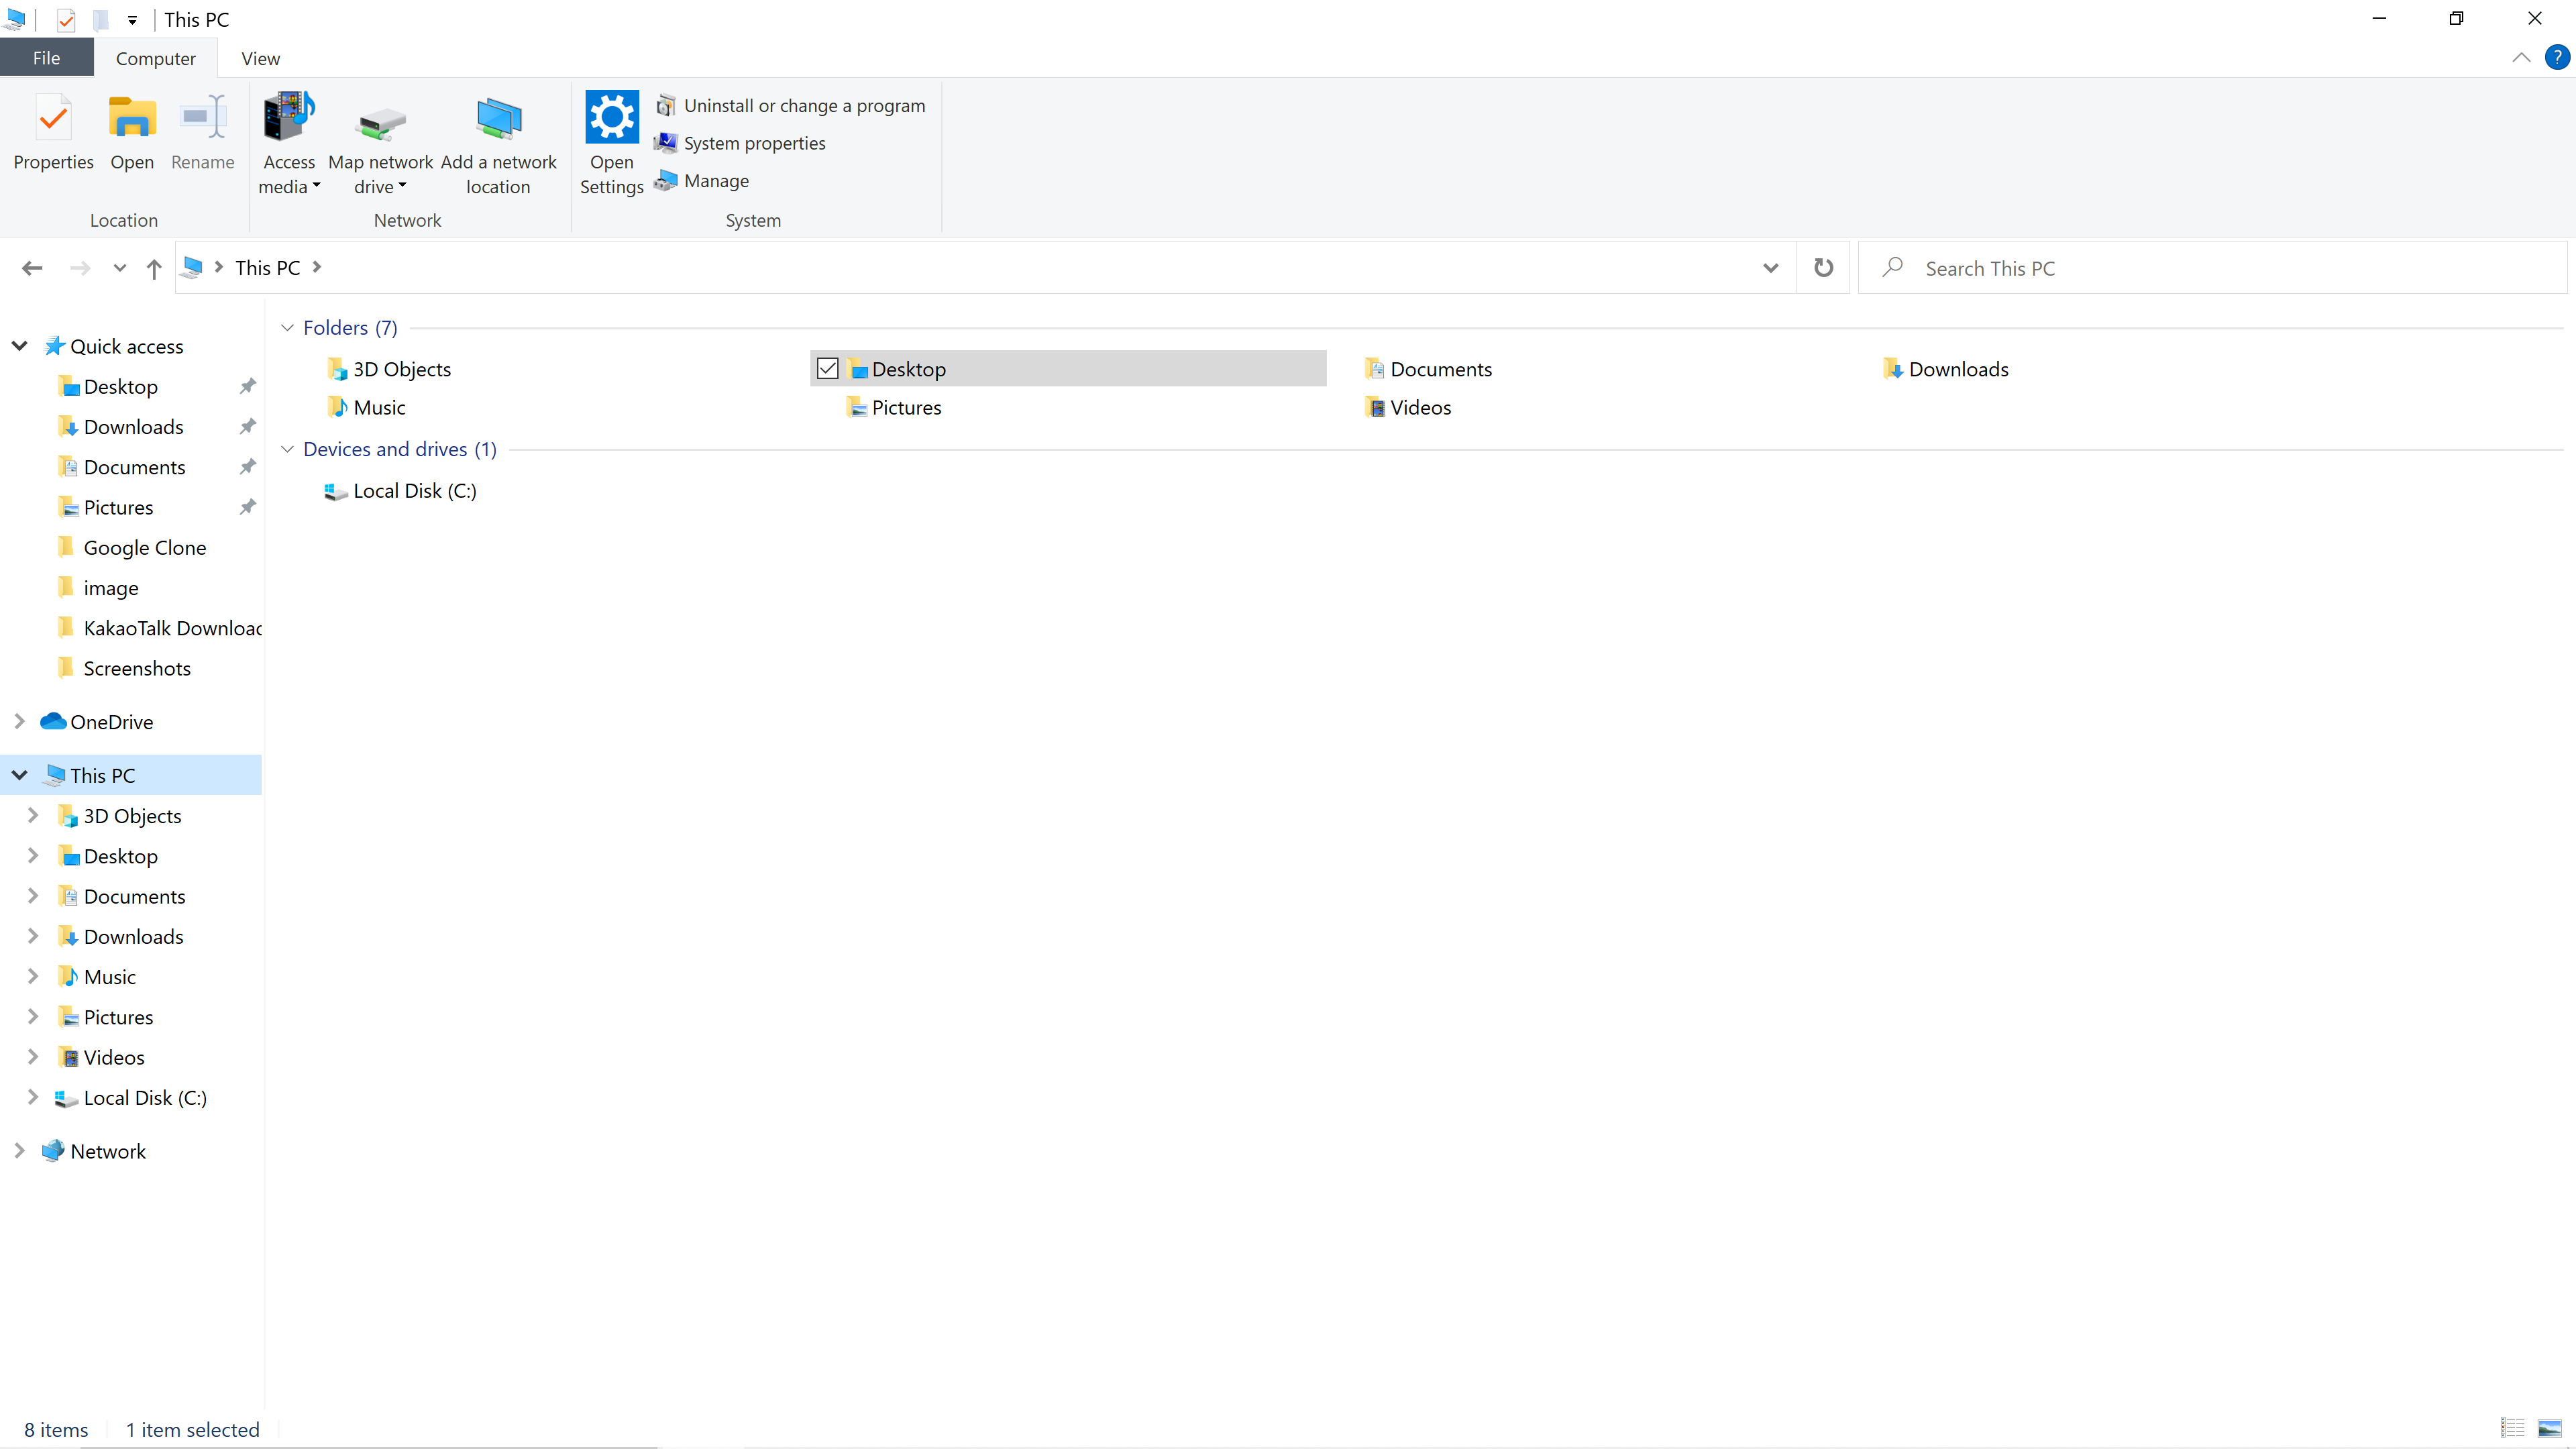 This PC
File
Computer
View
?
Properties
Open
Rename
Access
media
Map network
drive
Add a network
location
Open
Settings
Uninstall or change a program
System properties
Manage
Location
Network
System
This PC
Search This PC
Quick access
Desktop
Downloads
Documents
Pictures
Google Clone
image
KakaoTalk Downloac
Screenshots
OneDrive
This PC
3D Objects
Desktop
Documents
Downloads
Music
Pictures
Videos
Local Disk (C:)
Network
Folders (7)
3D Objects
Desktop
Documents
Downloads
Music
Pictures
Videos
Devices and drives (1)
Local Disk (C:)
8 items
1 item selected